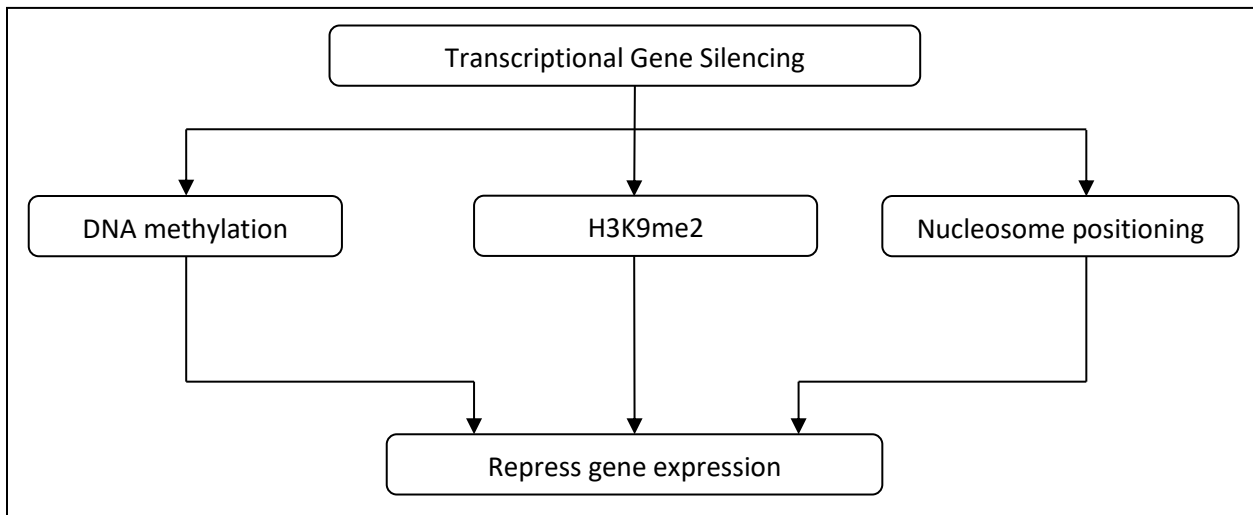 Transcriptional Gene Silencing
DNA methylation
H3K9me2
Nucleosome positioning
Repress gene expression